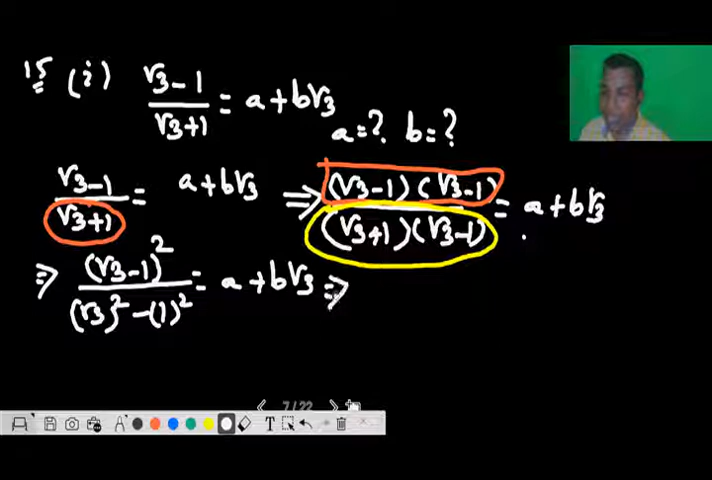 15 (i) √3-1/√3+1 = a+b√3
a=? b=?
√3-1/√3+1 = a+b√3 ⇒ (√3-1)(√3-1)/(√3+1)(√3-1) = a+b√3
⇒ (√3-1)²/(√3)²-(1)² = a+b√3 ⇒
7/22
T